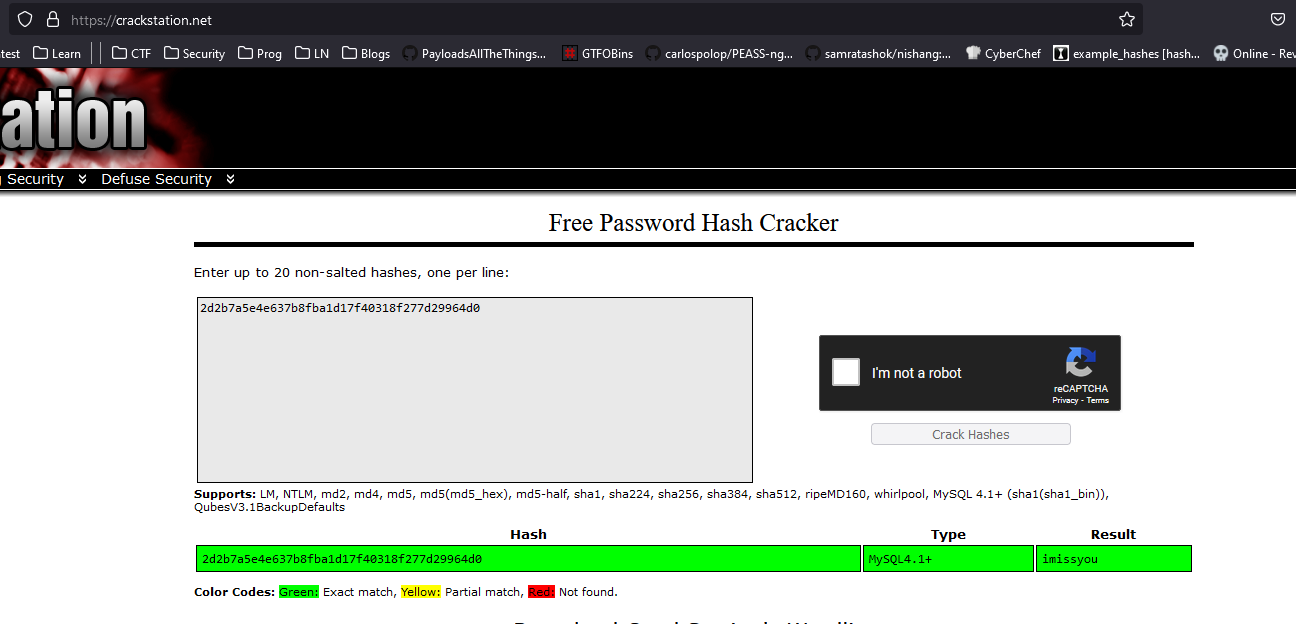 https://crackstation.net
test Learn CTF Security Prog LN Blogs PayloadsAllTheThings... GTFOBins carlospolop/PEASS-ng... samratashok/nishang:... CyberChef example_hashes [hash... Online - Rev
ation
Security Defuse Security
Free Password Hash Cracker
Enter up to 20 non-salted hashes, one per line:
2d2b7a5e4e637b8fba1d17f40318f277d29964d0
I'm not a robot
reCAPTCHA
Privacy - Terms
Crack Hashes
Supports: LM, NTLM, md2, md4, md5, md5(md5_hex), md5-half, sha1, sha224, sha256, sha384, sha512, ripeMD160, whirlpool, MySQL 4.1+ (sha1(sha1_bin)),
QubesV3.1BackupDefaults
Hash Type Result
2d2b7a5e4e637b8fba1d17f40318f277d29964d0 MySQL4.1+ imissyou
Color Codes: Green: Exact match, Yellow: Partial match, Red: Not found.